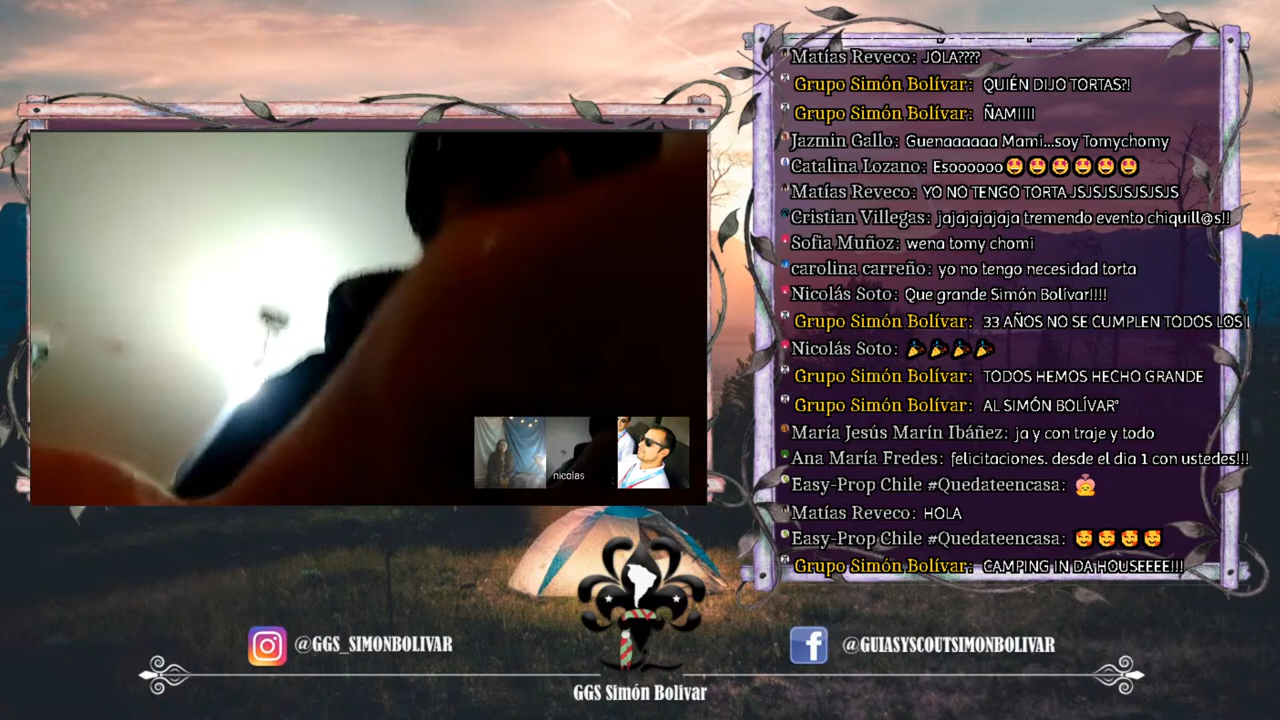 Matías Reveco: JOLA????
Grupo Simón Bolívar: QUIÉN DIJO TORTAS?!
Grupo Simón Bolívar: ÑAM!!!!
Jazmin Gallo: Guenaaaaaa Mami...soy Tomychomy
Catalina Lozano: Esoooooo🤩🤩🤩🤩🤩🤩
Matías Reveco: YO NO TENGO TORTA JSJSJSJSJSJSJS
Cristian Villegas: jajajajajaja tremendo evento chiquill@s!!
Sofia Muñoz: wena tomy chomi
carolina carreño: yo no tengo necesidad torta
Nicolás Soto: Que grande Simón Bolívar!!!!
Grupo Simón Bolívar: 33 AÑOS NO SE CUMPLEN TODOS LOS
Nicolás Soto: 🎉🎉🎉🎉
Grupo Simón Bolívar: TODOS HEMOS HECHO GRANDE
Grupo Simón Bolívar: AL SIMÓN BOLÍVAR"
María Jesús Marín Ibáñez: ja y con traje y todo
Ana María Fredes: felicitaciones. desde el dia 1 con ustedes!!!
Easy-Prop Chile #Quedateencasa:
Matías Reveco: HOLA
Easy-Prop Chile #Quedateencasa: 🥰🥰🥰🥰
Grupo Simón Bolívar: CAMPING IN DA HOUSEEEE!!!
nicolas
@GGS_SIMONBOLIVAR
@GUIASYSCOUTSIMONBOLIVAR
GGS Simón Bolivar